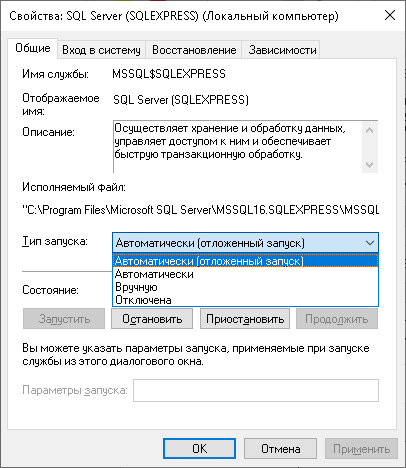 Свойства: SQL Server (SQLEXPRESS) (Локальный компьютер)
Общие Вход в систему Восстановление Зависимости
Имя службы: MSSQL$SQLEXPRESS
Отображаемое имя: SQL Server (SQLEXPRESS)
Описание: Осуществляет хранение и обработку данных,
управляет доступом к ним и обеспечивает
быструю транзакционную обработку.
Исполняемый файл:
"C:\Program Files\Microsoft SQL Server\MSSQL16.SQLEXPRESS\MSSQL
Тип запуска: Автоматически (отложенный запуск)
Автоматически (отложенный запуск)
Автоматически
Вручную
Отключена
Состояние:
Запустить Остановить Приостановить Продолжить
Вы можете указать параметры запуска, применяемые при запуске
службы из этого диалогового окна.
Параметры запуска:
OK Отмена Применить